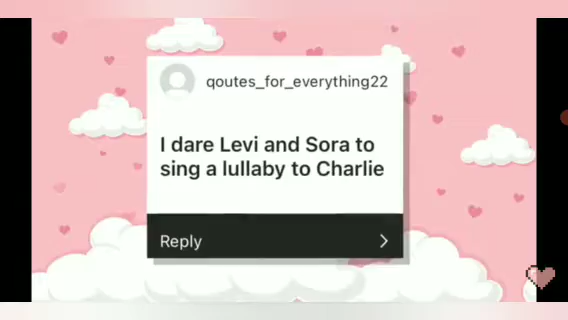 qoutes_for_everything22
I dare Levi and Sora to
sing a lullaby to Charlie
Reply